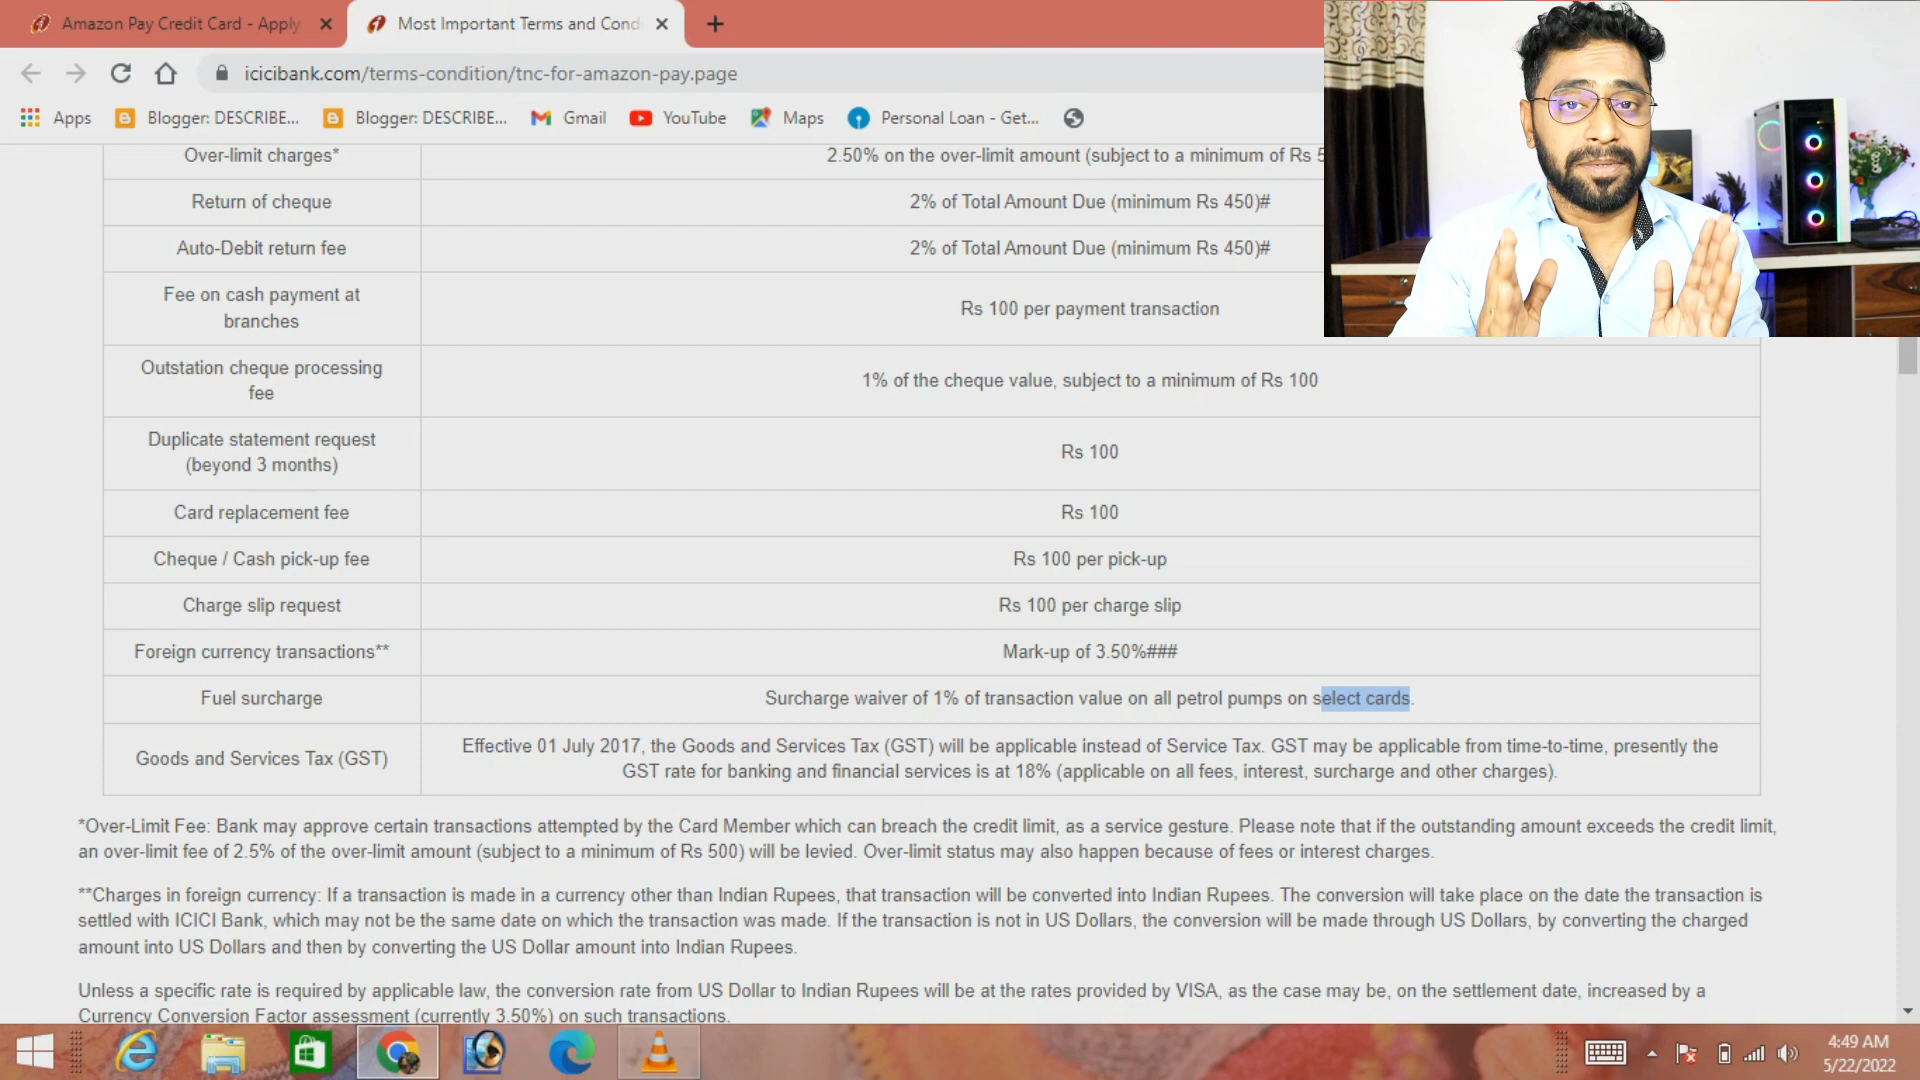 Amazon Pay Credit Card - Apply
Most Important Terms and Cond
icicibank.com/terms-condition/tnc-for-amazon-pay.page
Apps Blogger: DESCRIBE... Blogger: DESCRIBE... Gmail YouTube Maps Personal Loan - Get...
Over-limit charges* 2.50% on the over-limit amount (subject to a minimum of Rs 5
Return of cheque 2% of Total Amount Due (minimum Rs 450)#
Auto-Debit return fee 2% of Total Amount Due (minimum Rs 450)#
Fee on cash payment at
branches
Rs 100 per payment transaction
Outstation cheque processing
fee
1% of the cheque value, subject to a minimum of Rs 100
Duplicate statement request
(beyond 3 months)
Rs 100
Card replacement fee Rs 100
Cheque / Cash pick-up fee Rs 100 per pick-up
Charge slip request Rs 100 per charge slip
Foreign currency transactions** Mark-up of 3.50%###
Fuel surcharge Surcharge waiver of 1% of transaction value on all petrol pumps on select cards.
Goods and Services Tax (GST)
Effective 01 July 2017, the Goods and Services Tax (GST) will be applicable instead of Service Tax. GST may be applicable from time-to-time, presently the
GST rate for banking and financial services is at 18% (applicable on all fees, interest, surcharge and other charges).
*Over-Limit Fee: Bank may approve certain transactions attempted by the Card Member which can breach the credit limit, as a service gesture. Please note that if the outstanding amount exceeds the credit limit,
an over-limit fee of 2.5% of the over-limit amount (subject to a minimum of Rs 500) will be levied. Over-limit status may also happen because of fees or interest charges.
**Charges in foreign currency: If a transaction is made in a currency other than Indian Rupees, that transaction will be converted into Indian Rupees. The conversion will take place on the date the transaction is
settled with ICICI Bank, which may not be the same date on which the transaction was made. If the transaction is not in US Dollars, the conversion will be made through US Dollars, by converting the charged
amount into US Dollars and then by converting the US Dollar amount into Indian Rupees.
Unless a specific rate is required by applicable law, the conversion rate from US Dollar to Indian Rupees will be at the rates provided by VISA, as the case may be, on the settlement date, increased by a
Currency Conversion Factor assessment (currently 3.50%) on such transactions.
4:49 AM
5/22/2022